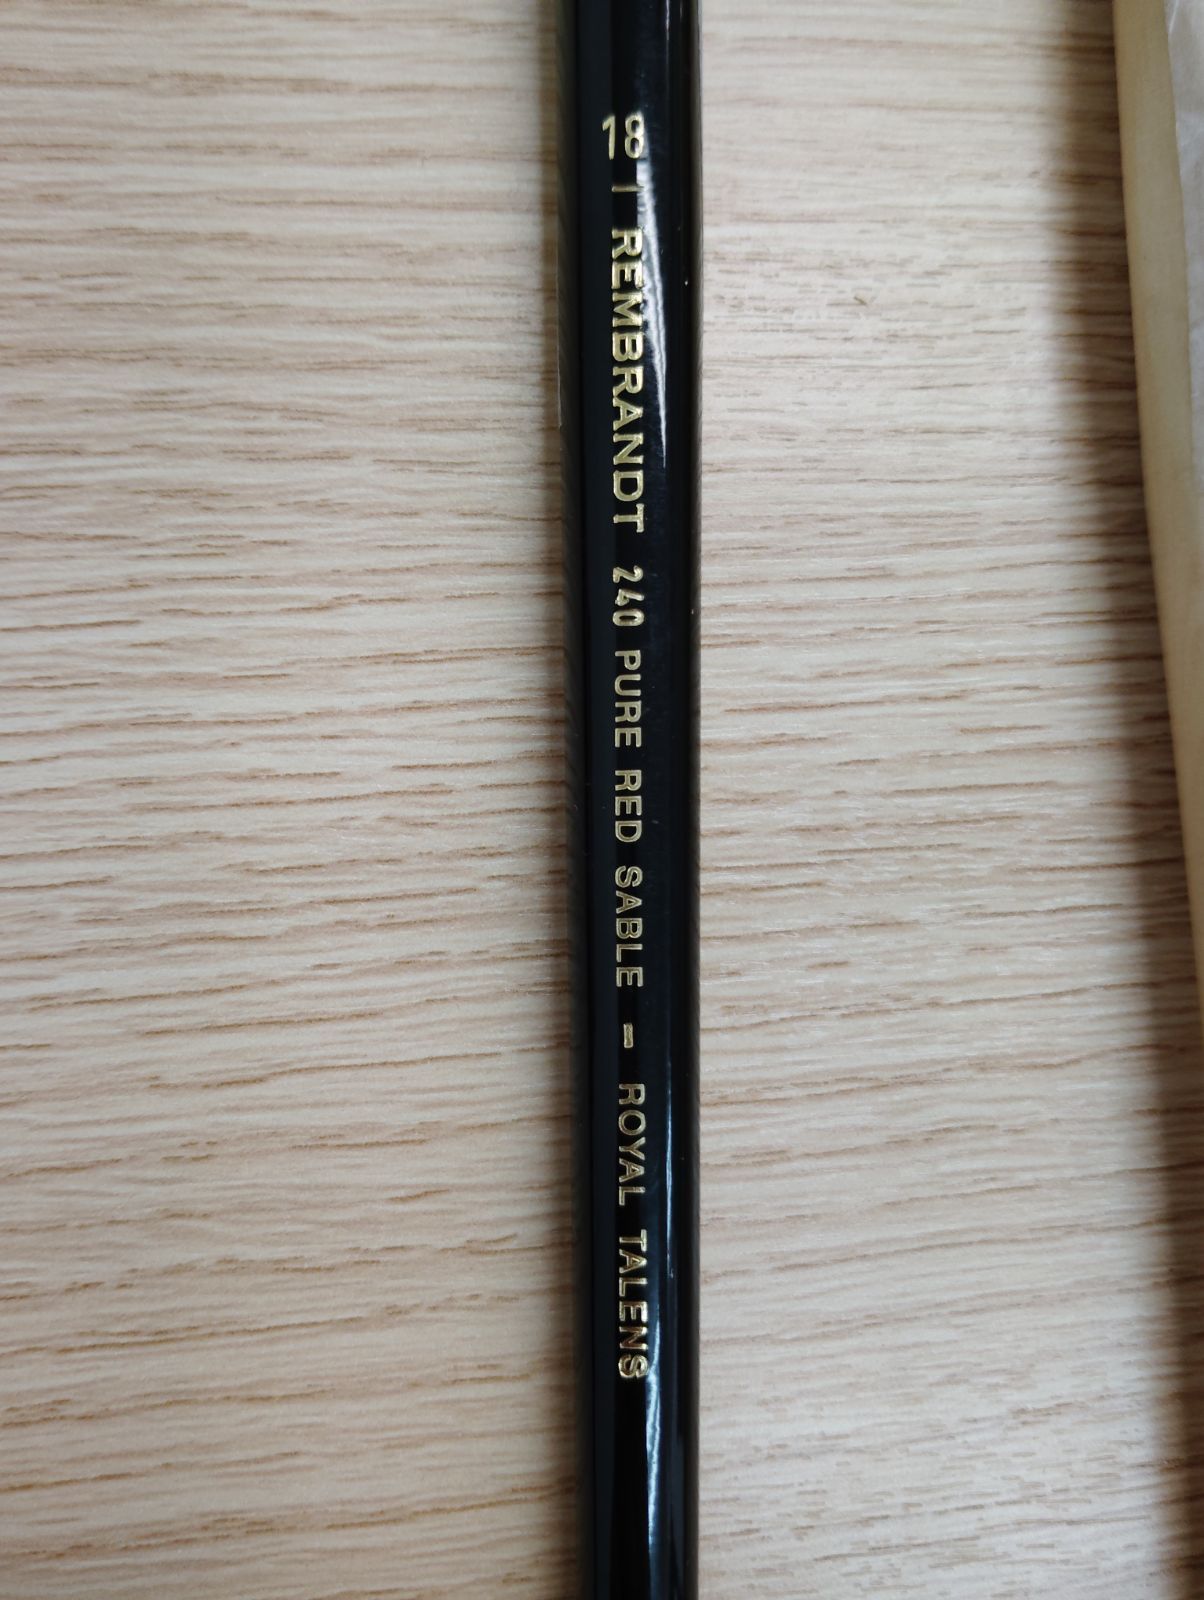 18 | REMBRANDT 240 PURE RED SABLE - ROYAL TALENS